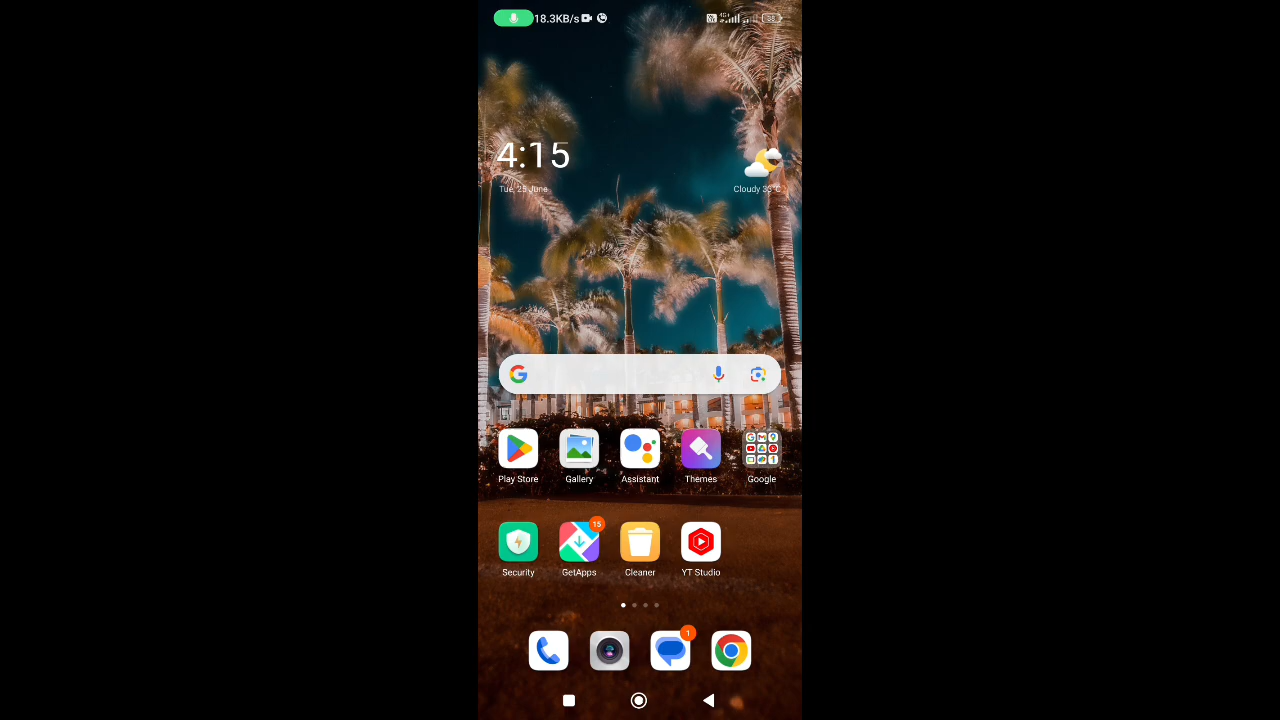 18.3KB/s 4G+
4:15
Tue, 25 June
Cloudy 33°C
Play Store Gallery Assistant Themes Google
15
Security GetApps Cleaner YT Studio
1